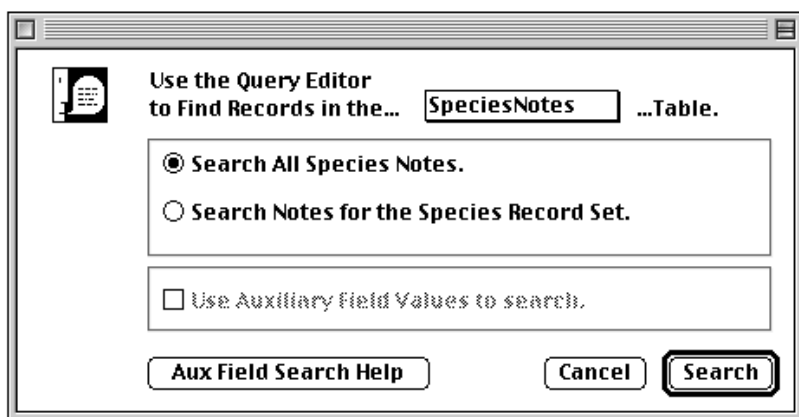 Use the Query Editor
to Find Records in the... SpeciesNotes ...Table.
Search All Species Notes.
Search Notes for the Species Record Set.
Use Auxiliary Field Values to search.
Aux Field Search Help Cancel Search